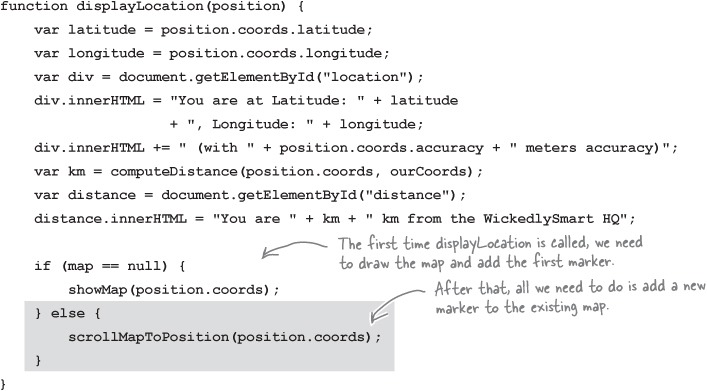 function displayLocation(position) {
    var latitude = position.coords.latitude;
    var longitude = position.coords.longitude;
    var div = document.getElementById("location");
    div.innerHTML = "You are at Latitude: " + latitude
                    + ", Longitude: " + longitude;
    div.innerHTML += " (with " + position.coords.accuracy + " meters accuracy)";
    var km = computeDistance(position.coords, ourCoords);
    var distance = document.getElementById("distance");
    distance.innerHTML = "You are " + km + " km from the WickedlySmart HQ";
The first time displayLocation is called, we need
to draw the map and add the first marker.
    if (map == null) {
        showMap(position.coords);
After that, all we need to do is add a new
marker to the existing map.
    } else {
        scrollMapToPosition(position.coords);
    }
}